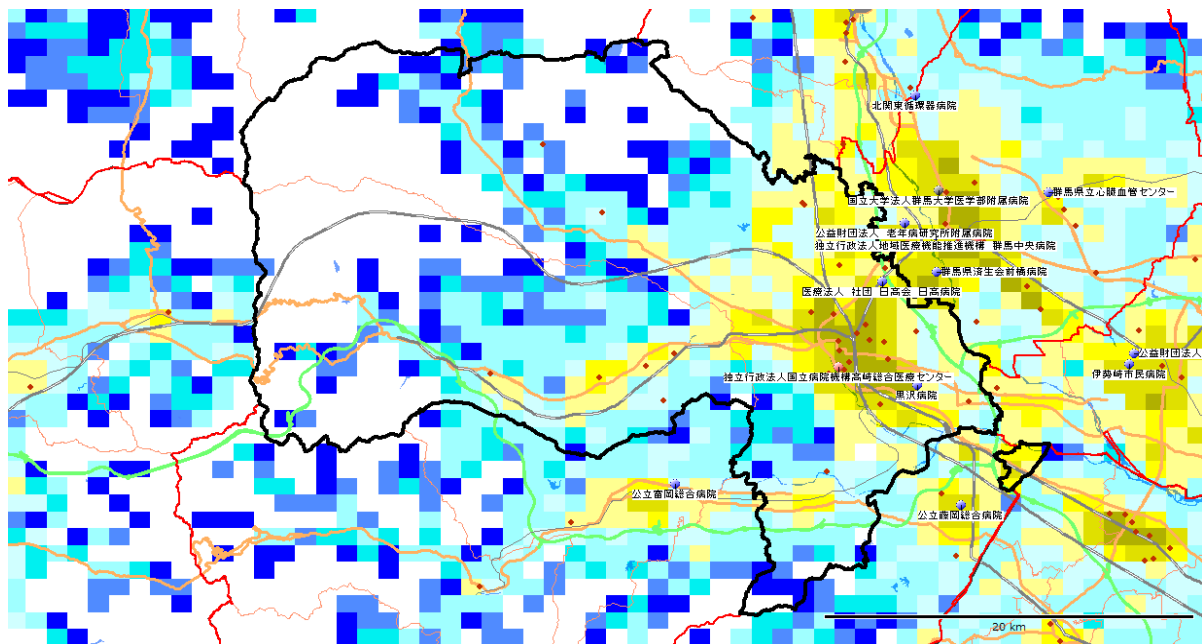 北関東循環器病院
群馬県立心臓血管センター
国立大学法人群馬大学医学部附属病院
公益財団法人 老年病研究所附属病院
独立行政法人地域医療機能推進機構 群馬中央病院
群馬県済生会前橋病院
医療法人 社団 日高会 日高病院
公益財団法人
伊勢崎市民病院
独立行政法人国立病院機構高崎総合医療センター
黒沢病院
公立富岡総合病院
公立藤岡総合病院
20 km